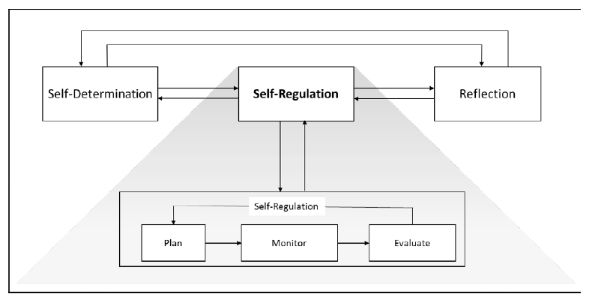 Self-Determination
Self-Regulation
Reflection
Self-Regulation
Plan
Monitor
Evaluate